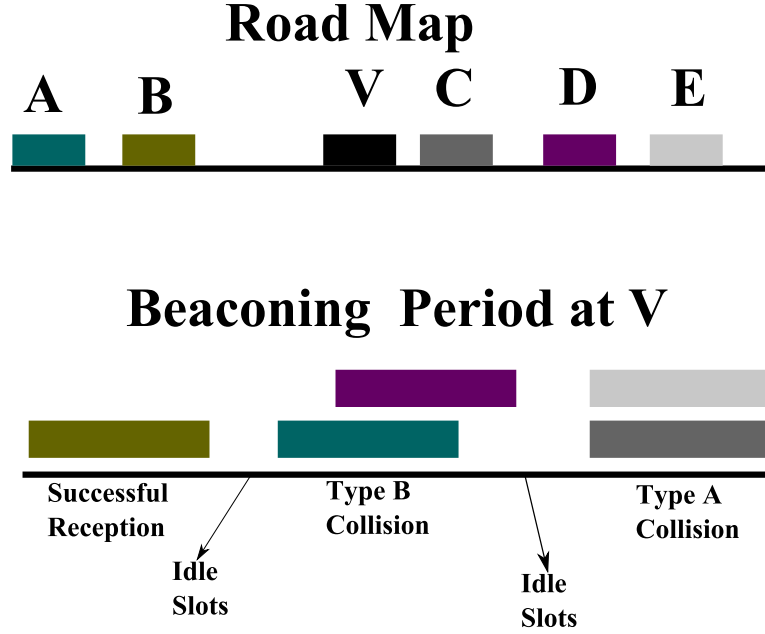 Road Map
A B V C D E
Beaconing Period at V
Successful
Reception
Type B
Collision
Type A
Collision
Idle
Slots
Idle
Slots